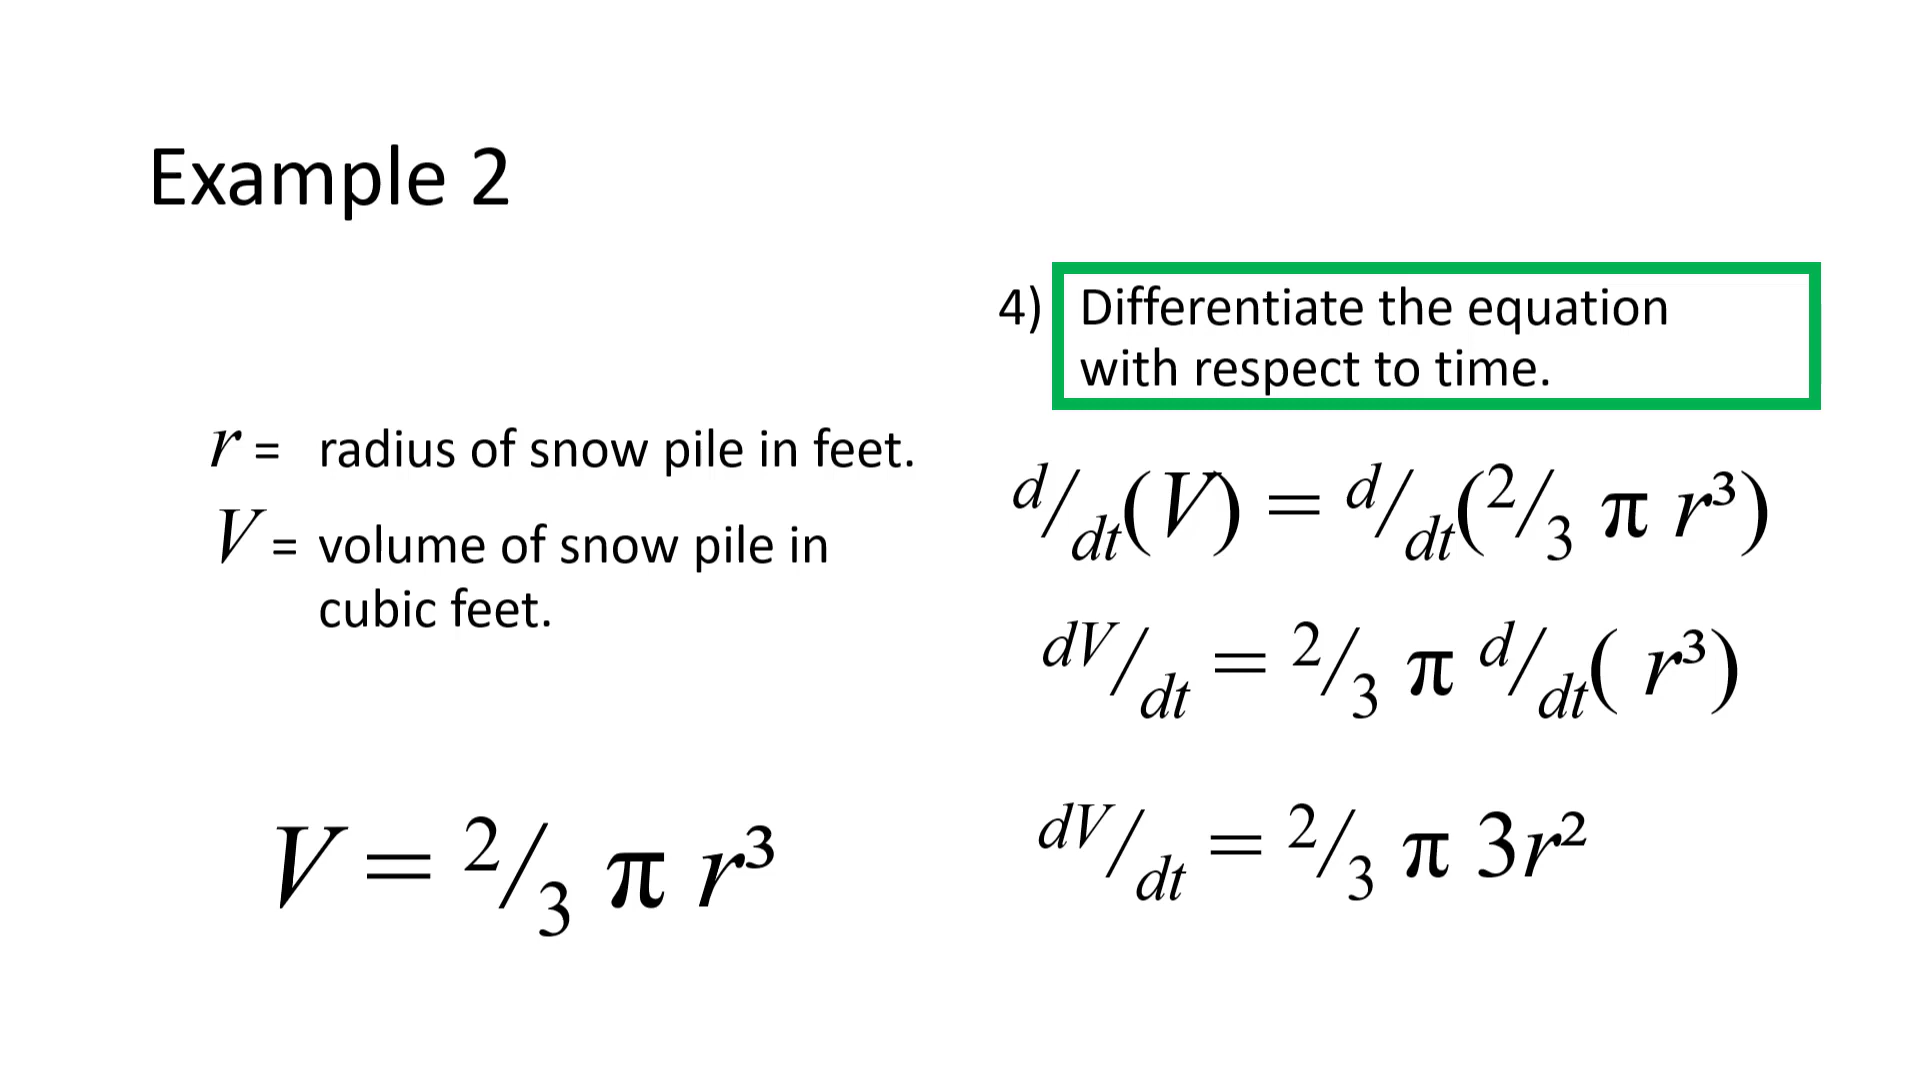 Example 2
r = radius of snow pile in feet.
V = volume of snow pile in
cubic feet.
V = 2/3 π r³
4) Differentiate the equation
with respect to time.
d/dt(V) = d/dt(2/3 π r³)
dV/dt = 2/3 π d/dt( r³)
dV/dt = 2/3 π 3r²